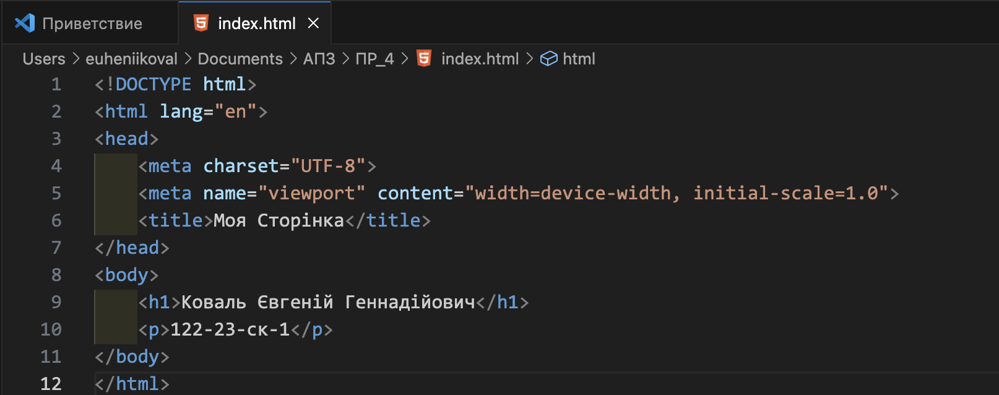 Приветствие index.html
Users > euheniikoval > Documents > АПЗ > ПР_4 > index.html > html
1 <!DOCTYPE html>
2 <html lang="en">
3 <head>
4 <meta charset="UTF-8">
5 <meta name="viewport" content="width=device-width, initial-scale=1.0">
6 <title>Моя Сторінка</title>
7 </head>
8 <body>
9 <h1>Коваль Євгеній Геннадійович</h1>
10 <p>122-23-ск-1</p>
11 </body>
12 </html>